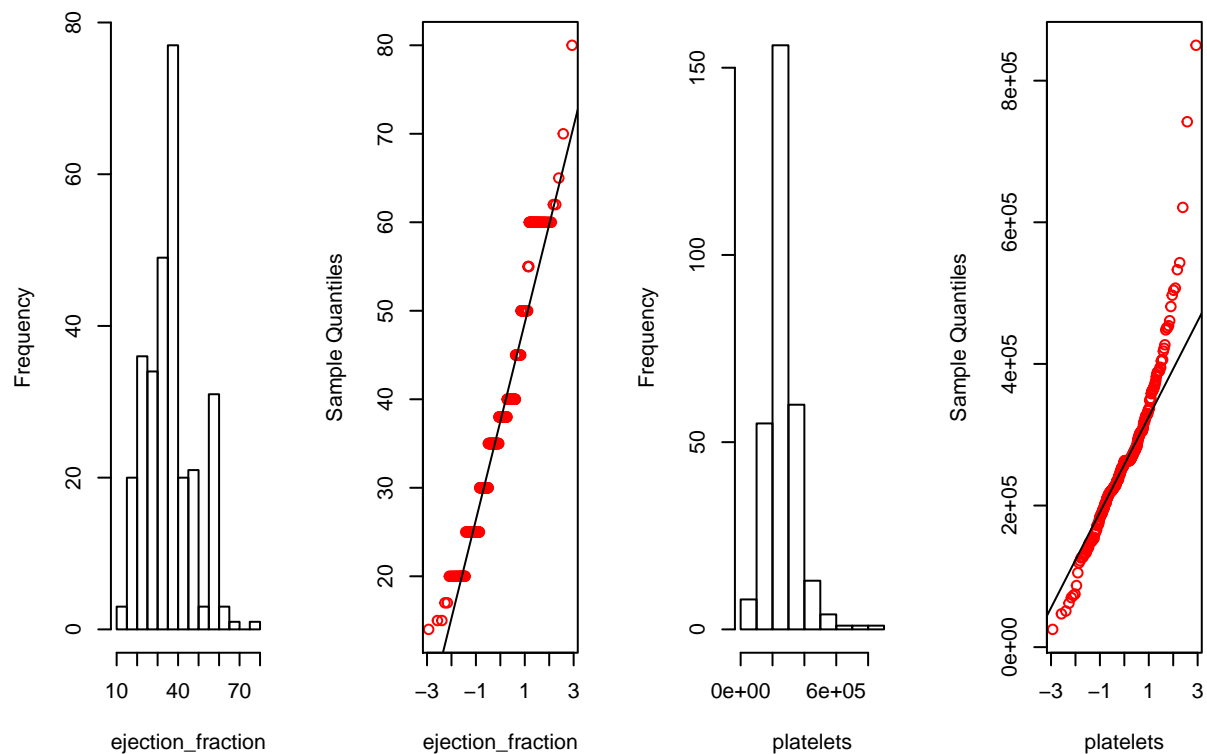 Frequency
0
20
40
60
80
10
40
70
ejection_fraction
Sample Quantiles
20
30
40
50
60
70
80
−3
−1
1
3
ejection_fraction
Frequency
0
50
100
150
0e+00
6e+05
platelets
Sample Quantiles
0e+00
2e+05
4e+05
6e+05
8e+05
−3
−1
1
3
platelets